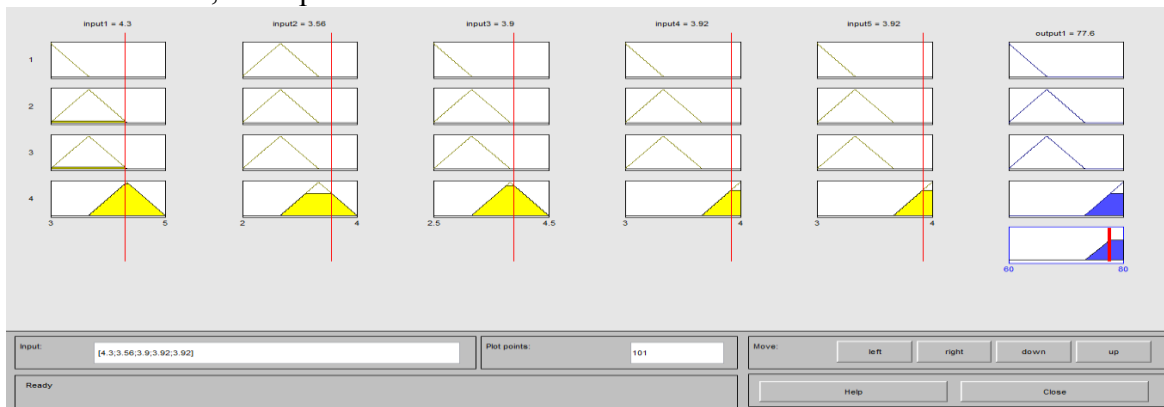 input1 = 4.3 input2 = 3.56 input3 = 3.9 input4 = 3.92 input5 = 3.92 output1 = 77.6
1
2
3
4
3 5 2 4 2.5 4.5 3 4 3 4
60 80
Input: [4.3;3.56;3.9;3.92;3.92] Plot points: 101 Move: left right down up
Ready Help Close